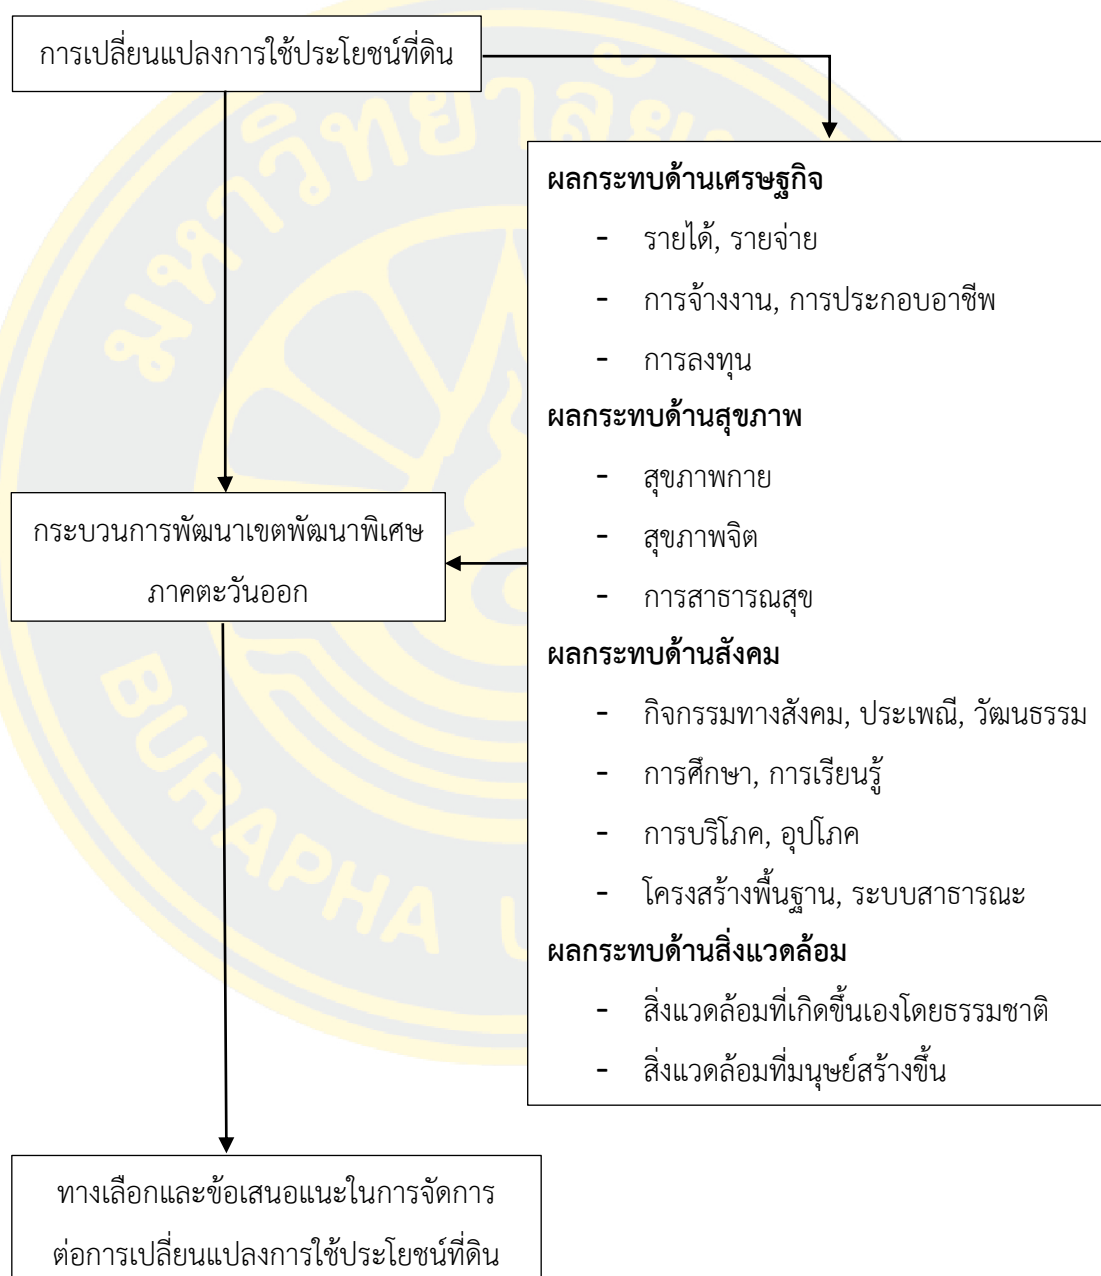 การเปลี่ยนแปลงการใช้ประโยชน์ที่ดิน
ผลกระทบด้านเศรษฐกิจ
- รายได้, รายจ่าย
- การจ้างงาน, การประกอบอาชีพ
- การลงทุน
ผลกระทบด้านสุขภาพ
- สุขภาพกาย
- สุขภาพจิต
- การสาธารณสุข
ผลกระทบด้านสังคม
- กิจกรรมทางสังคม, ประเพณี, วัฒนธรรม
- การศึกษา, การเรียนรู้
- การบริโภค, อุปโภค
- โครงสร้างพื้นฐาน, ระบบสาธารณะ
ผลกระทบด้านสิ่งแวดล้อม
- สิ่งแวดล้อมที่เกิดขึ้นเองโดยธรรมชาติ
- สิ่งแวดล้อมที่มนุษย์สร้างขึ้น
กระบวนการพัฒนาเขตพัฒนาพิเศษ
ภาคตะวันออก
ทางเลือกและข้อเสนอแนะในการจัดการ
ต่อการเปลี่ยนแปลงการใช้ประโยชน์ที่ดิน
มหาวิทยาลัย
BURAPHA U